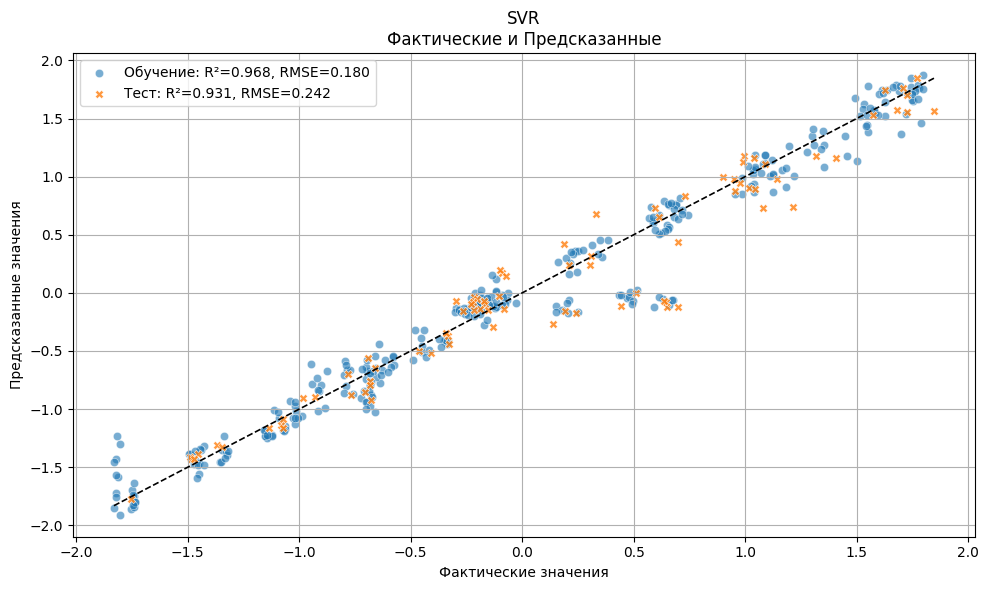 SVR
Фактические и Предсказанные
Обучение: R²=0.968, RMSE=0.180
Тест: R²=0.931, RMSE=0.242
Предсказанные значения
2.0
1.5
1.0
0.5
0.0
−0.5
−1.0
−1.5
−2.0
−2.0 −1.5 −1.0 −0.5 0.0 0.5 1.0 1.5 2.0
Фактические значения